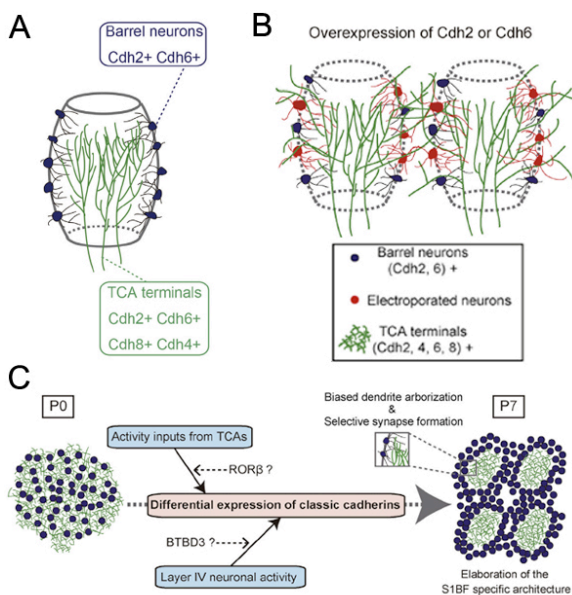 A
Barrel neurons
Cdh2+ Cdh6+
TCA terminals
Cdh2+ Cdh6+
Cdh8+ Cdh4+
B
Overexpression of Cdh2 or Cdh6
Barrel neurons
(Cdh2, 6) +
Electroporated neurons
TCA terminals
(Cdh2, 4, 6, 8) +
C
P0
Activity inputs from TCAs
RORβ ?
Differential expression of classic cadherins
BTBD3 ?
Layer IV neuronal activity
Biased dendrite arborization
&
Selective synapse formation
P7
Elaboration of the
S1BF specific architecture